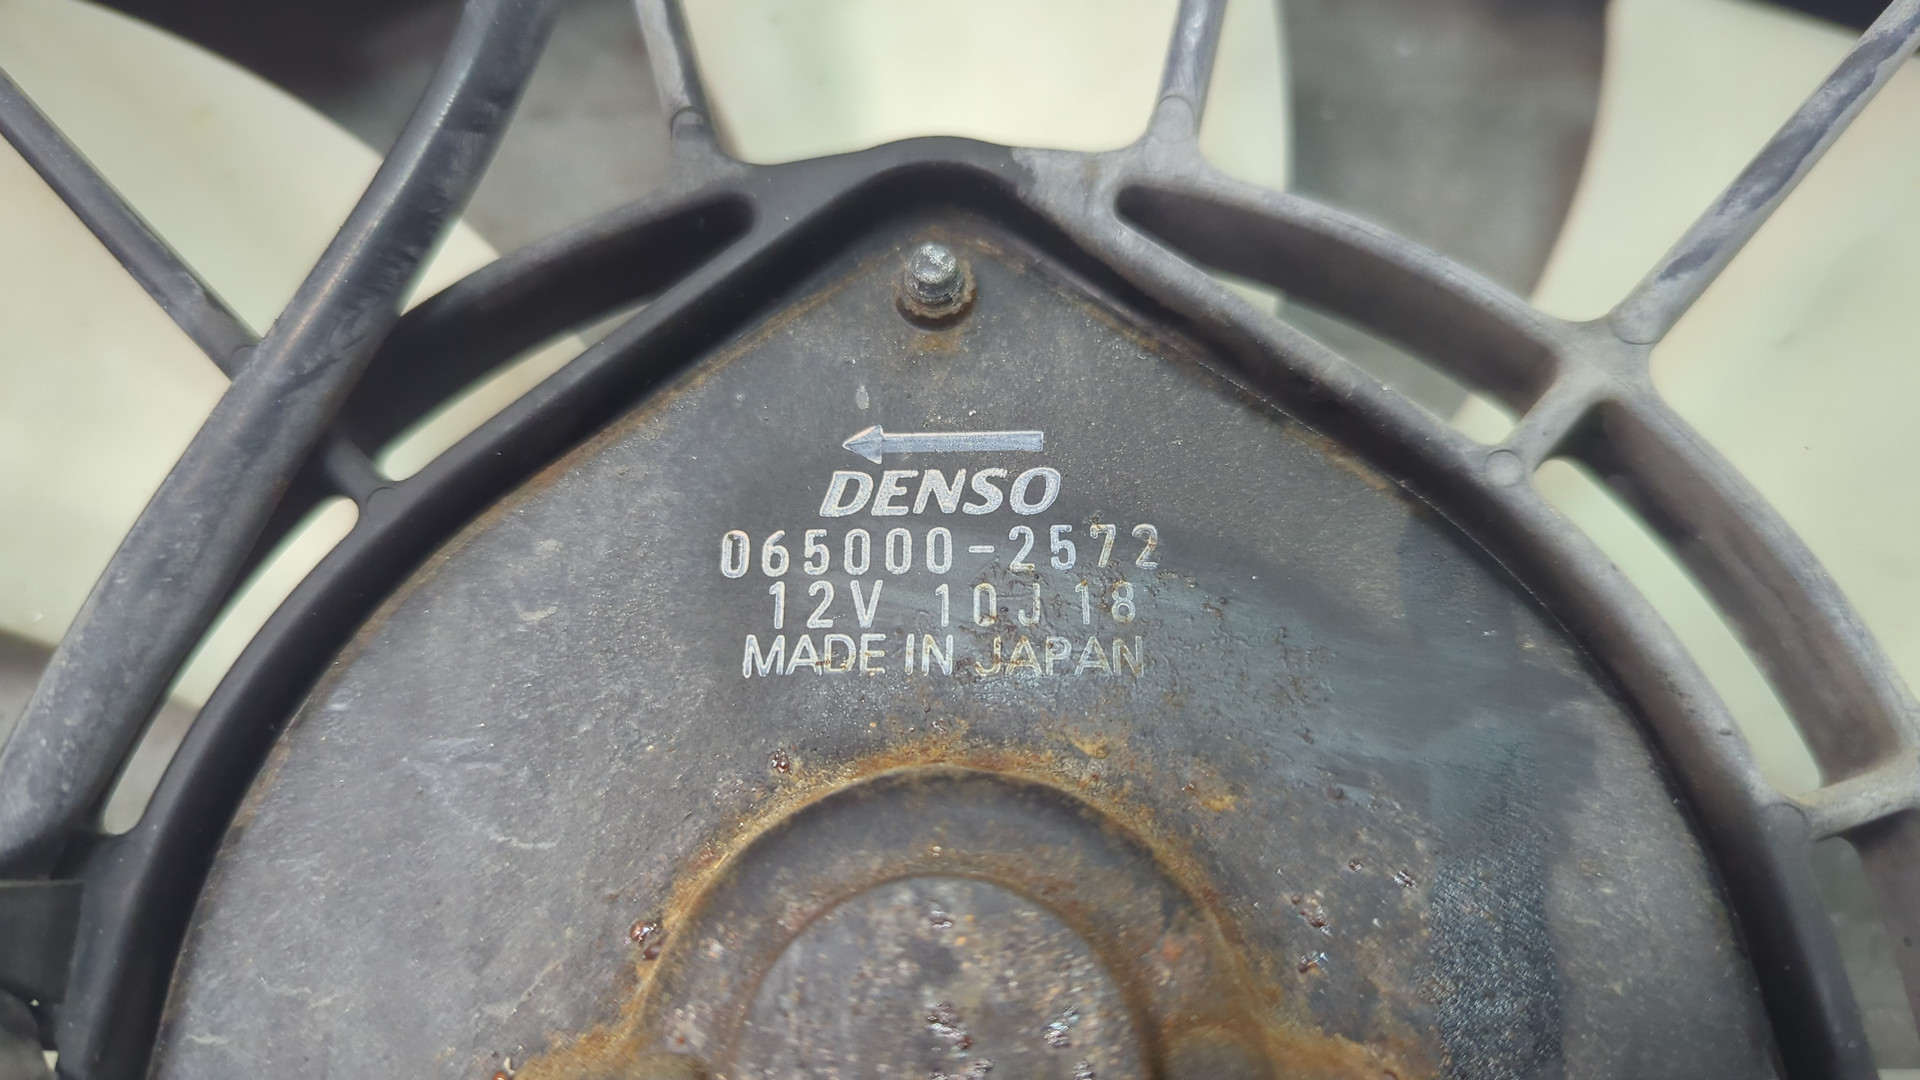 DENSO
065000-2572
12V 10J18
MADE IN JAPAN